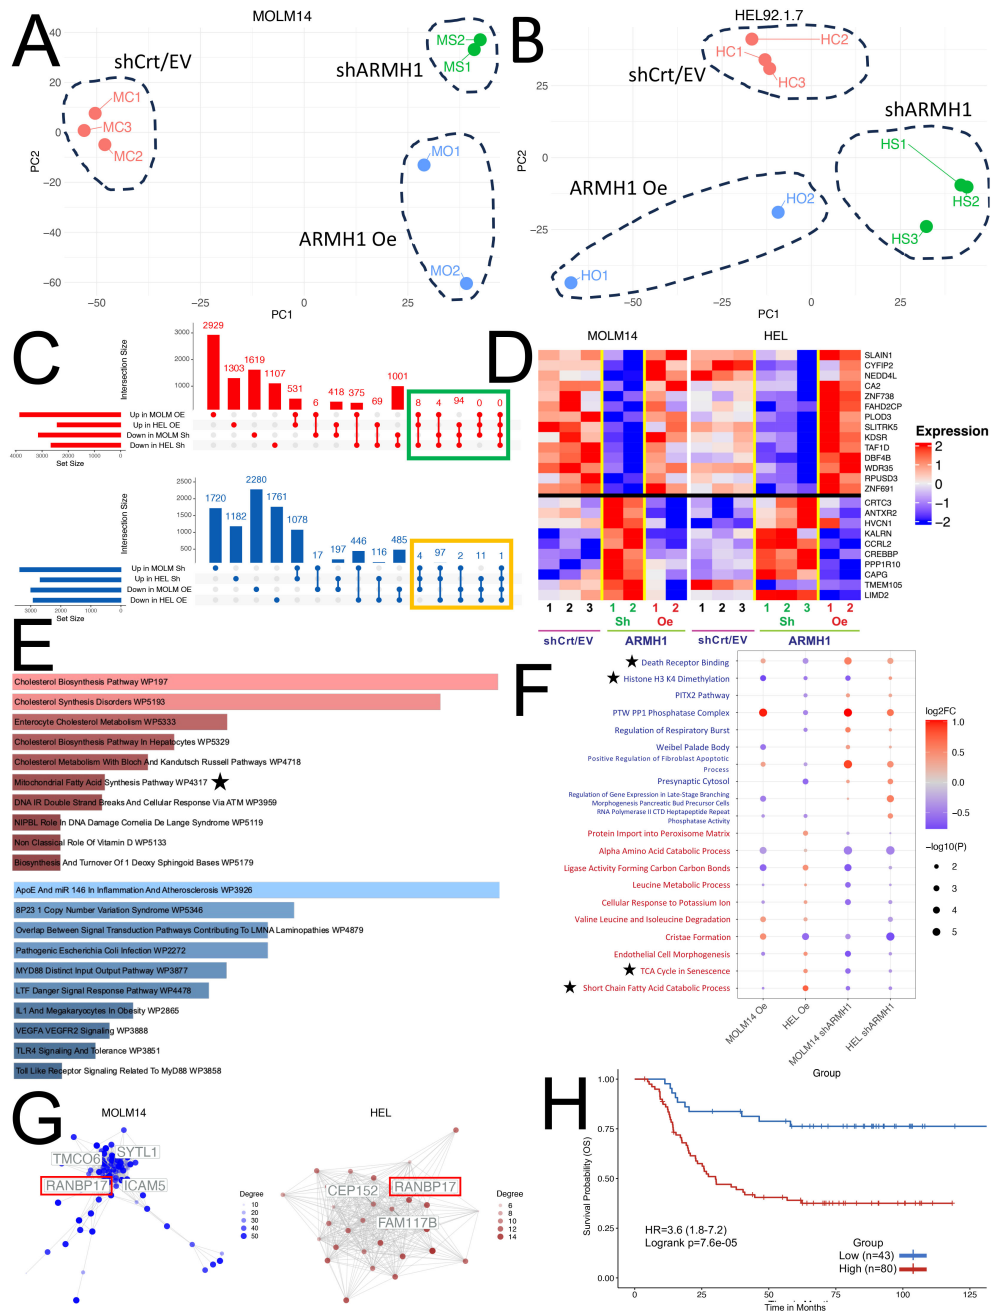 A
MOLM14
shCrt/EV
shARMH1
MS2
MS1
MC1
MC3
MC2
MO1
ARMH1 Oe
MO2
40
20
0
−20
−40
−60
PC2
−50
−25
0
25
PC1
B
HEL92.1.7
HC2
HC1
HC3
shCrt/EV
shARMH1
HS1
HS2
HS3
ARMH1 Oe
HO2
HO1
25
0
−25
PC2
−50
0
25
PC1
C
2929
1303
1619
1107
531
6
418
375
69
1001
8
4
94
0
0
3000
2000
1000
Intersection Size
Up in MOLM OE
Up in HEL OE
Down in MOLM Sh
Down in HEL Sh
4000 3000 2000 1000 0
Set Size
1720
1182
2280
1761
1078
17
197
446
116
485
4
97
2
11
1
2500
2000
1500
1000
500
0
Intersection Size
Up in MOLM Sh
Up in HEL Sh
Down in MOLM OE
Down in HEL OE
3000 2000 1000 0
Set Size
D
MOLM14
HEL
SLAIN1
CYFIP2
NEDD4L
CA2
ZNF738
FAHD2CP
PLOD3
SLITRK5
KDSR
TAF1D
DBF4B
WDR35
RPUSD3
ZNF691
CRTC3
ANTXR2
HVCN1
KALRN
CCRL2
CREBBP
PPP1R10
CAPG
TMEM105
LIMD2
Expression
2
1
0
−1
−2
1 2 3 1 2 1 2 1 2 3 1 2 3 1 2
Sh Oe Sh Oe
shCrt/EV ARMH1 shCrt/EV ARMH1
E
Cholesterol Biosynthesis Pathway WP197
Cholesterol Synthesis Disorders WP5193
Enterocyte Cholesterol Metabolism WP5333
Cholesterol Biosynthesis Pathway In Hepatocytes WP5329
Cholesterol Metabolism With Bloch And Kandutsch Russell Pathways WP4718
Mitochondrial Fatty Acid Synthesis Pathway WP4317
DNA IR Double Strand Breaks And Cellular Response Via ATM WP3959
NIPBL Role In DNA Damage Cornelia De Lange Syndrome WP5119
Non Classical Role Of Vitamin D WP5133
Biosynthesis And Turnover Of 1 Deoxy Sphingoid Bases WP5179
ApoE And miR 146 In Inflammation And Atherosclerosis WP3926
8P23 1 Copy Number Variation Syndrome WP5346
Overlap Between Signal Transduction Pathways Contributing To LMNA Laminopathies WP4879
Pathogenic Escherichia Coli Infection WP2272
MYD88 Distinct Input Output Pathway WP3877
LTF Danger Signal Response Pathway WP4478
IL1 And Megakaryocytes In Obesity WP2865
VEGFA VEGFR2 Signaling WP3888
TLR4 Signaling And Tolerance WP3851
Toll Like Receptor Signaling Related To MyD88 WP3858
F
Death Receptor Binding
Histone H3 K4 Dimethylation
PITX2 Pathway
PTW PP1 Phosphatase Complex
Regulation of Respiratory Burst
Weibel Palade Body
Positive Regulation of Fibroblast Apoptotic
Process
Presynaptic Cytosol
Regulation of Gene Expression in Late-Stage Branching
Morphogenesis Pancreatic Bud Precursor Cells
RNA Polymerase II CTD Heptapeptide Repeat
Phosphatase Activity
Protein Import into Peroxisome Matrix
Alpha Amino Acid Catabolic Process
Ligase Activity Forming Carbon Carbon Bonds
Leucine Metabolic Process
Cellular Response to Potassium Ion
Valine Leucine and Isoleucine Degradation
Cristae Formation
Endothelial Cell Morphogenesis
TCA Cycle in Senescence
Short Chain Fatty Acid Catabolic Process
MOLM14 Oe
HEL Oe
MOLM14 shARMH1
HEL shARMH1
Group
log2FC
1.0
0.5
0.0
−0.5
−log10(P)
2
3
4
5
G
MOLM14
TMCO6
SYTL1
RANBP17
ICAM5
Degree
10
20
30
40
50
HEL
CEP152
RANBP17
FAM117B
Degree
6
8
10
12
14
H
1.00
0.75
0.50
0.25
0.00
Survival Probability (OS)
HR=3.6 (1.8-7.2)
Logrank p=7.6e-05
Group
Low (n=43)
High (n=80)
0 25 50 75 100 125
Time in Months